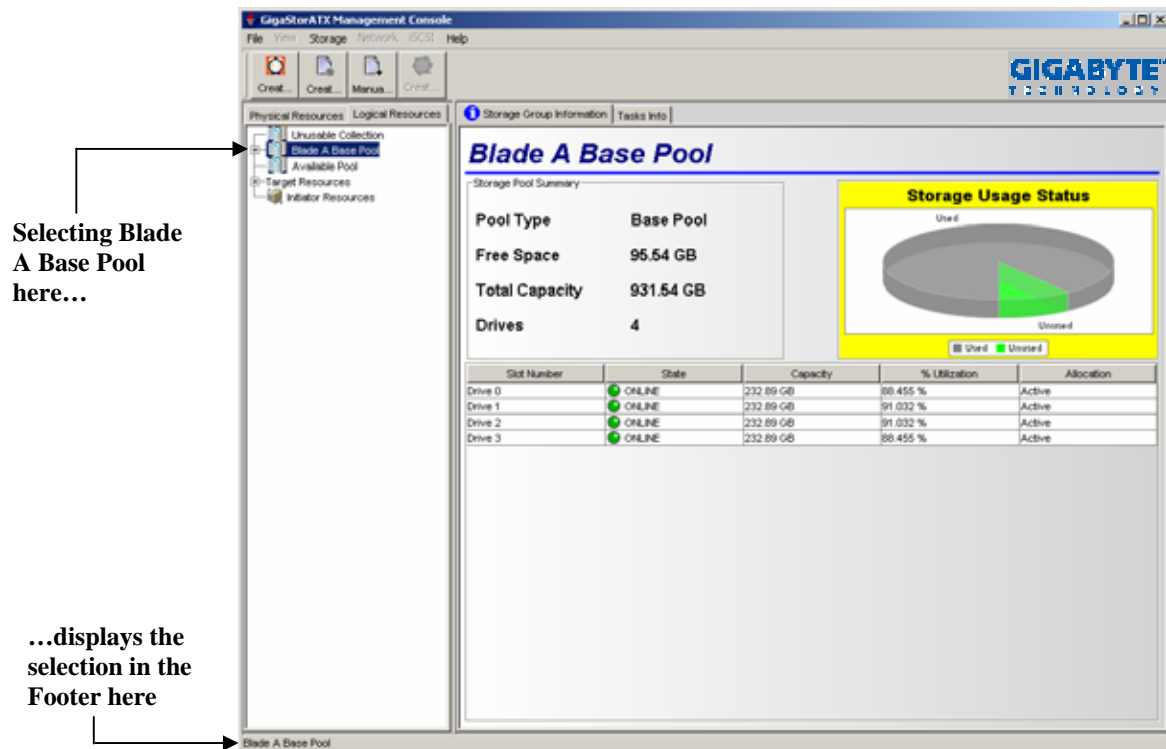 GigaStorATX Management Console
File View Storage Network iSCSI Help
Creat... Creat... Manua... Creat...
GIGABYTE™
TECHNOLOGY
Physical Resources Logical Resources
Storage Group Information Tasks Info
Unusable Collection
Blade A Base Pool
Available Pool
Target Resources
Initiator Resources
Selecting Blade
A Base Pool
here…
Blade A Base Pool
Storage Pool Summary
Pool Type Base Pool
Free Space 95.54 GB
Total Capacity 931.54 GB
Drives 4
Storage Usage Status
Used
Unused
Used Unused
Slot Number State Capacity % Utilization Allocation
Drive 0 ONLINE 232.89 GB 88.455 % Active
Drive 1 ONLINE 232.89 GB 91.032 % Active
Drive 2 ONLINE 232.89 GB 91.032 % Active
Drive 3 ONLINE 232.89 GB 88.455 % Active
…displays the
selection in the
Footer here
Blade A Base Pool